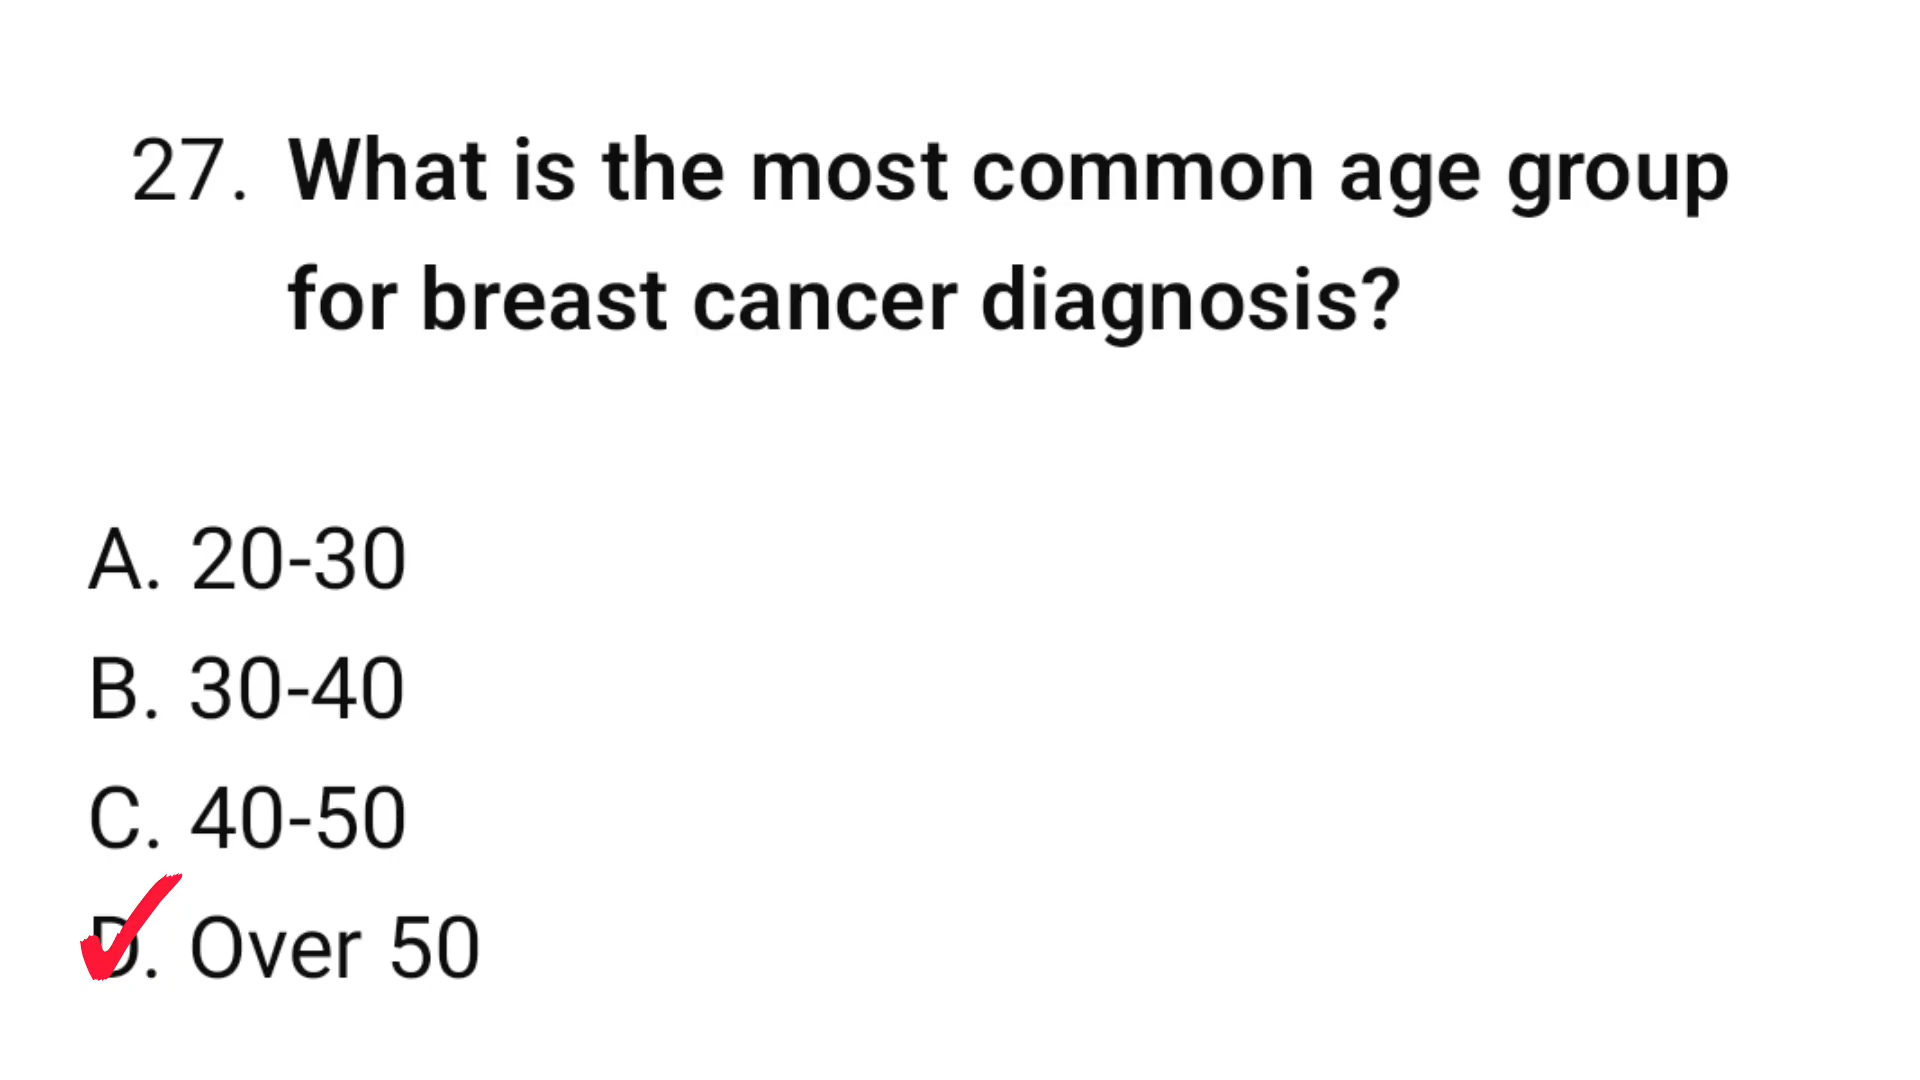 27. What is the most common age group
for breast cancer diagnosis?
A. 20-30
B. 30-40
C. 40-50
D. Over 50